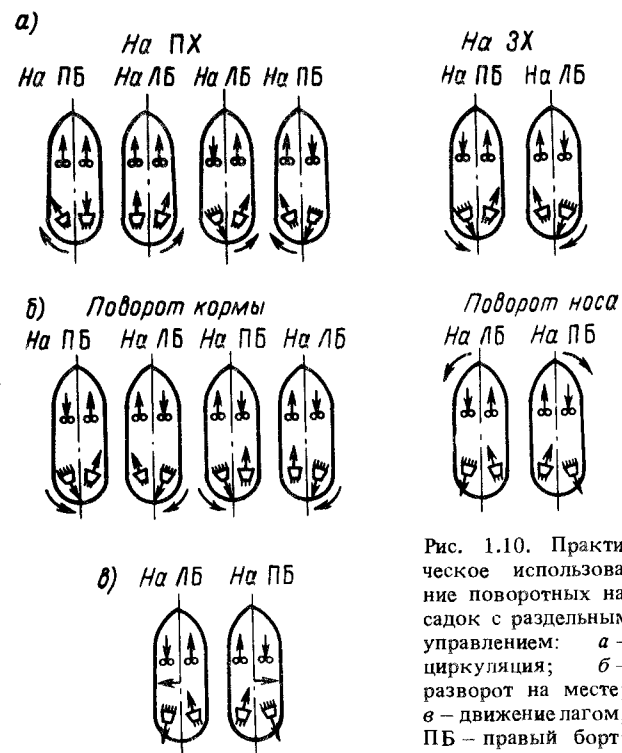 а)
На ПХ
На ПБ На ЛБ На ЛБ На ПБ
На ЗХ
На ПБ На ЛБ
б) Поворот кормы
На ПБ На ЛБ На ПБ На ЛБ
Поворот носа
На ЛБ На ПБ
в) На ЛБ На ПБ
Рис. 1.10. Практи
ческое использова
ние поворотных на
садок с раздельным
управлением: а –
циркуляция; б –
разворот на месте
в – движение лагом
ПБ – правый борт